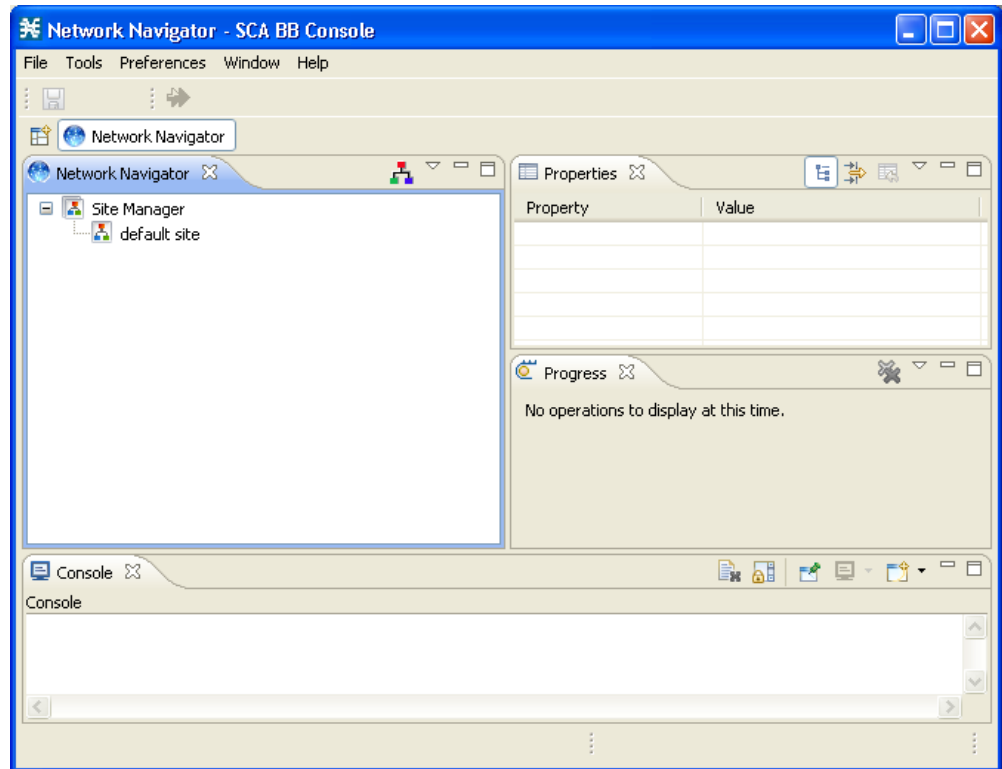 Network Navigator - SCA BB Console
File Tools Preferences Window Help
Network Navigator
Network Navigator
Site Manager
default site
Properties
Property Value
Progress
No operations to display at this time.
Console
Console